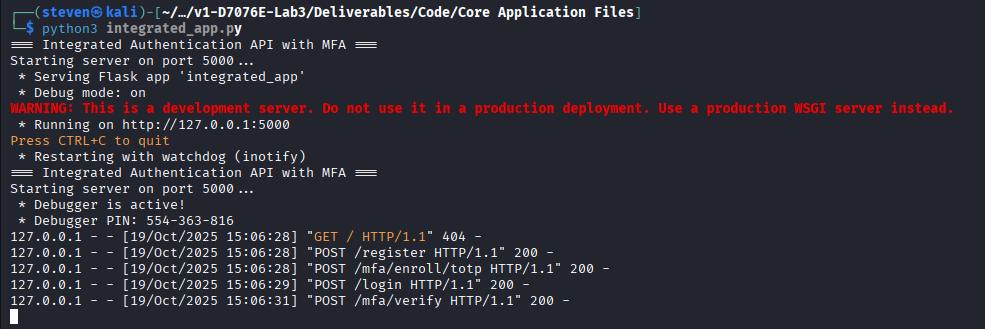 ┌──(steven㉿kali)-[~/…/v1-D7076E-Lab3/Deliverables/Code/Core Application Files]
└─$ python3 integrated_app.py
=== Integrated Authentication API with MFA ===
Starting server on port 5000...
 * Serving Flask app 'integrated_app'
 * Debug mode: on
WARNING: This is a development server. Do not use it in a production deployment. Use a production WSGI server instead.
 * Running on http://127.0.0.1:5000
Press CTRL+C to quit
 * Restarting with watchdog (inotify)
=== Integrated Authentication API with MFA ===
Starting server on port 5000...
 * Debugger is active!
 * Debugger PIN: 554-363-816
127.0.0.1 - - [19/Oct/2025 15:06:28] "GET / HTTP/1.1" 404 -
127.0.0.1 - - [19/Oct/2025 15:06:28] "POST /register HTTP/1.1" 200 -
127.0.0.1 - - [19/Oct/2025 15:06:28] "POST /mfa/enroll/totp HTTP/1.1" 200 -
127.0.0.1 - - [19/Oct/2025 15:06:29] "POST /login HTTP/1.1" 200 -
127.0.0.1 - - [19/Oct/2025 15:06:31] "POST /mfa/verify HTTP/1.1" 200 -